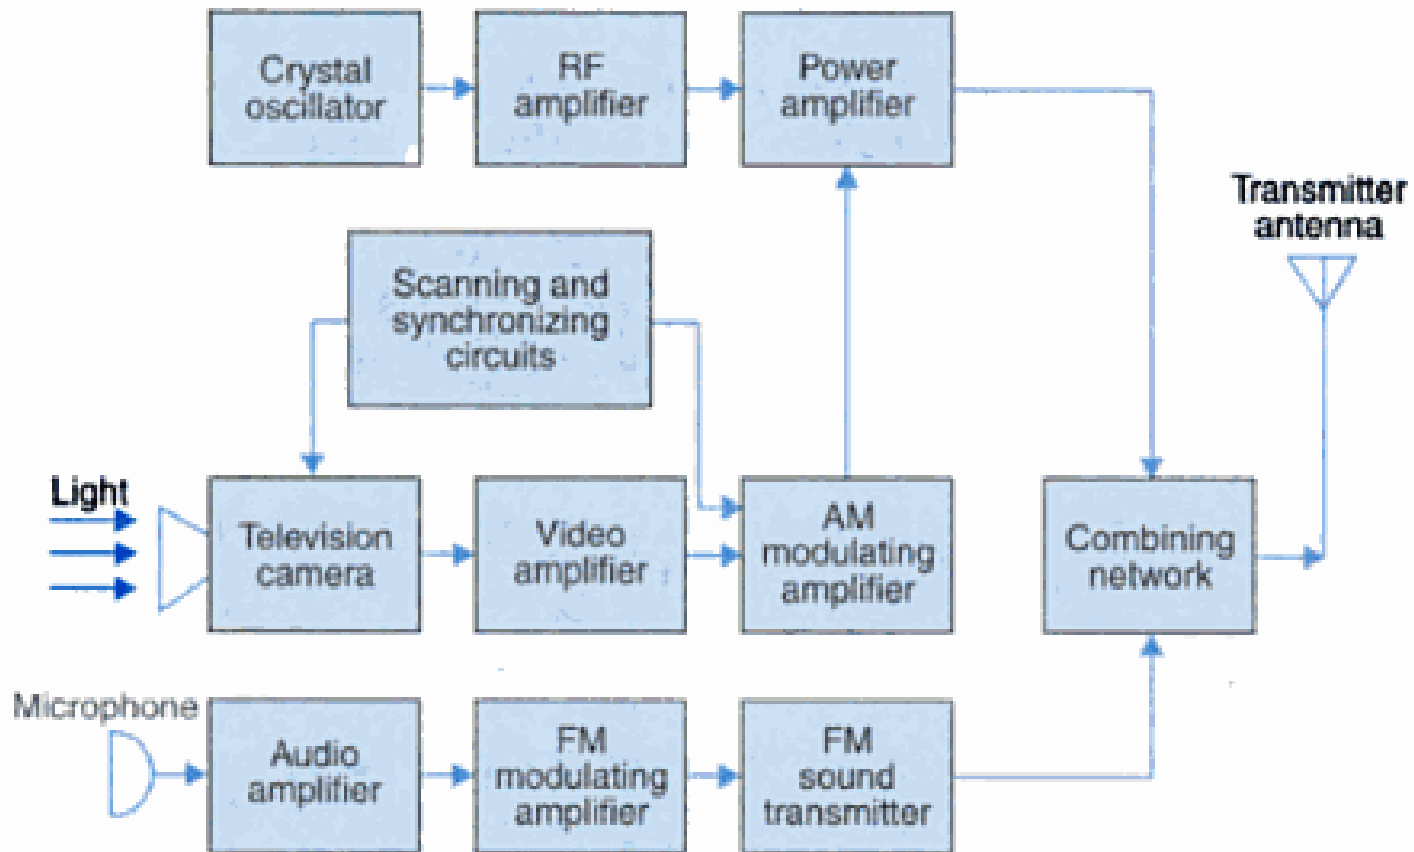 Crystal
oscillator
RF
amplifier
Power
amplifier
Transmitter
antenna
Scanning and
synchronizing
circuits
Light
Television
camera
Video
amplifier
AM
modulating
amplifier
Combining
network
Microphone
Audio
amplifier
FM
modulating
amplifier
FM
sound
transmitter